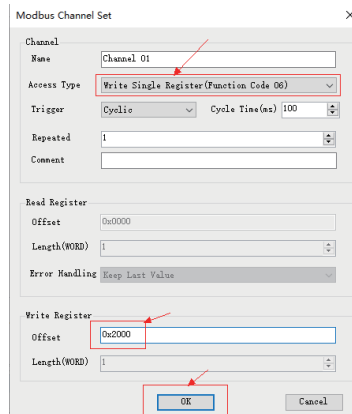 Modbus Channel Set
Channel
Name Channel 01
Access Type Write Single Register(Function Code 06)
Trigger Cyclic Cycle Time(ms) 100
Repeated 1
Comment
Read Register
Offset 0x0000
Length(WORD) 1
Error Handling Keep Last Value
Write Register
Offset 0x2000
Length(WORD) 1
OK Cancel